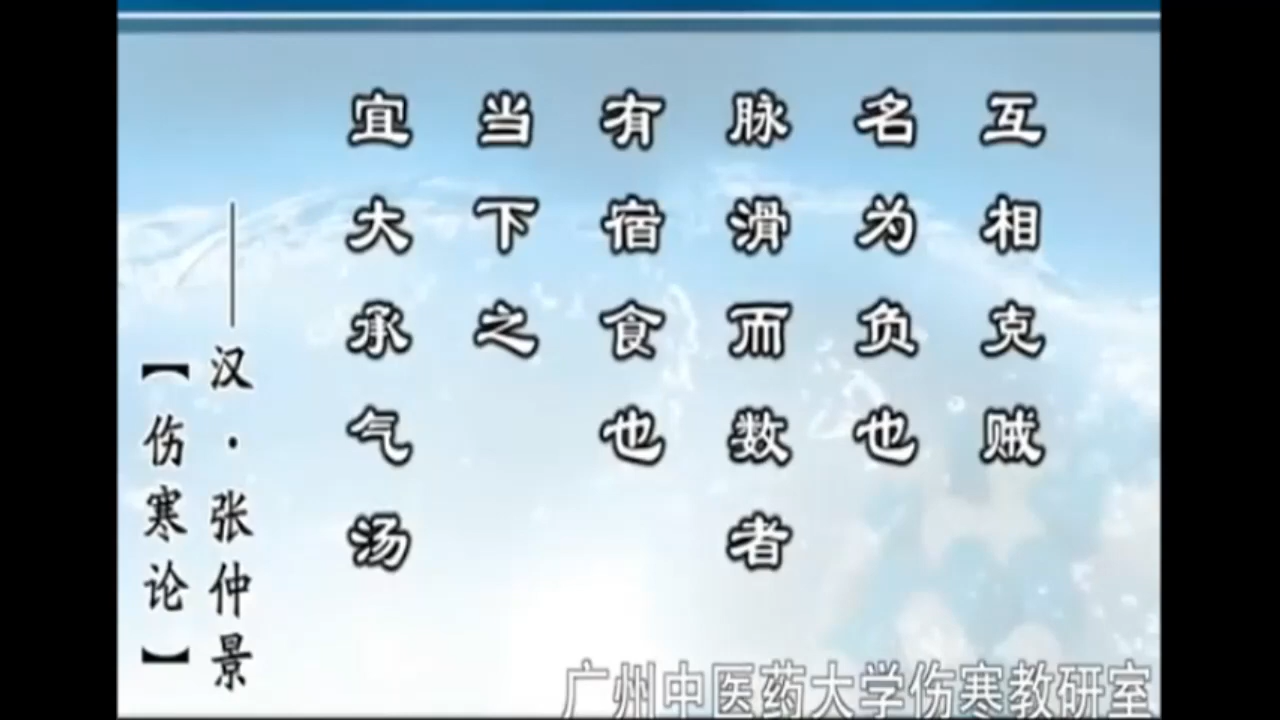 互相克贼
名为负也
脉滑而数者
有宿食也
当下之
宜大承气汤
——汉·张仲景
【伤寒论】
广州中医药大学伤寒教研室